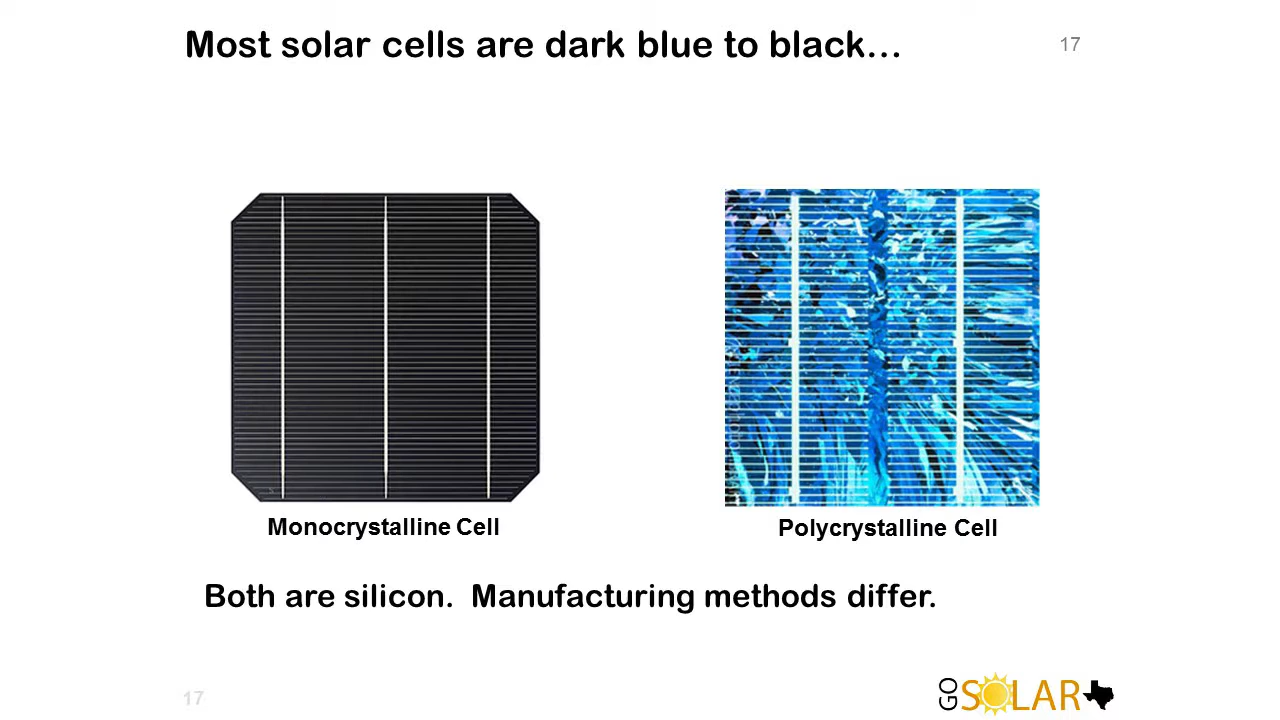 Most solar cells are dark blue to black…
17
Monocrystalline Cell
Polycrystalline Cell
Both are silicon.  Manufacturing methods differ.
17
GO SOLAR